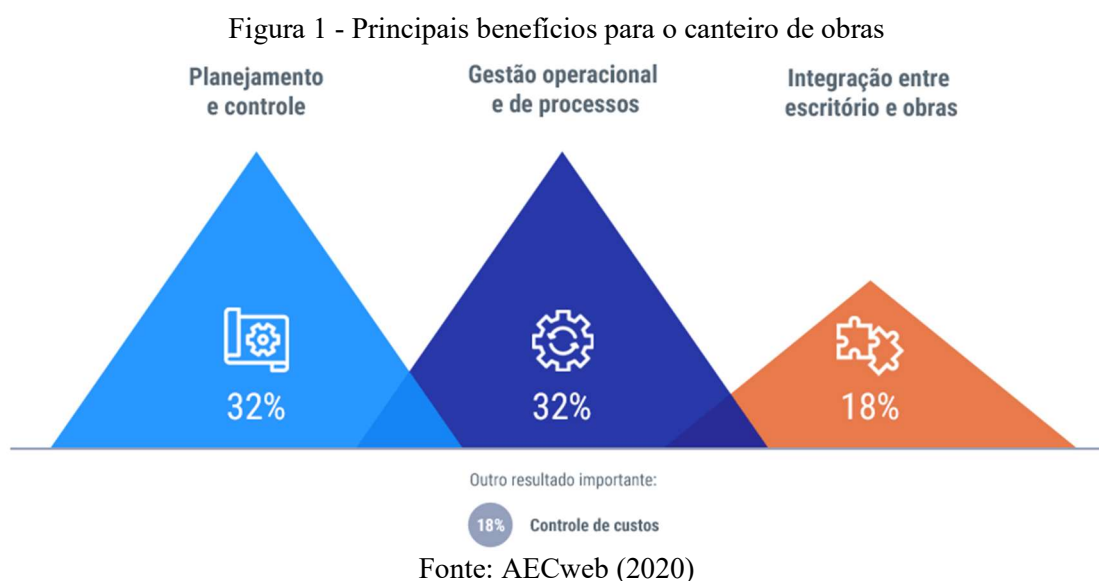 Figura 1 - Principais benefícios para o canteiro de obras
Planejamento
e controle
Gestão operacional
e de processos
Integração entre
escritório e obras
32%
32%
18%
Outro resultado importante:
18% Controle de custos
Fonte: AECweb (2020)